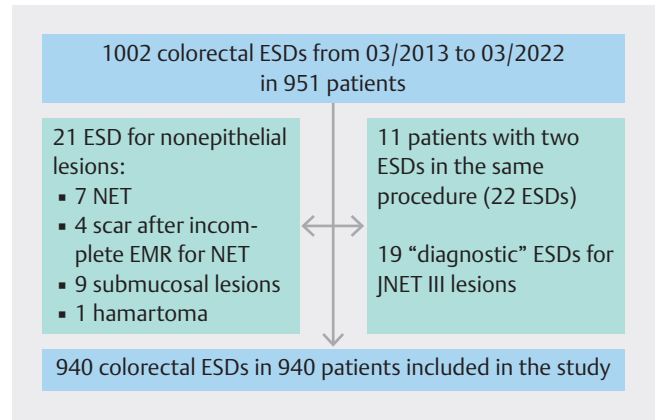 1002 colorectal ESDs from 03/2013 to 03/2022
in 951 patients
21 ESD for nonepithelial
lesions:
▪ 7 NET
▪ 4 scar after incom-
plete EMR for NET
▪ 9 submucosal lesions
▪ 1 hamartoma
11 patients with two
ESDs in the same
procedure (22 ESDs)
19 “diagnostic” ESDs for
JNET III lesions
940 colorectal ESDs in 940 patients included in the study